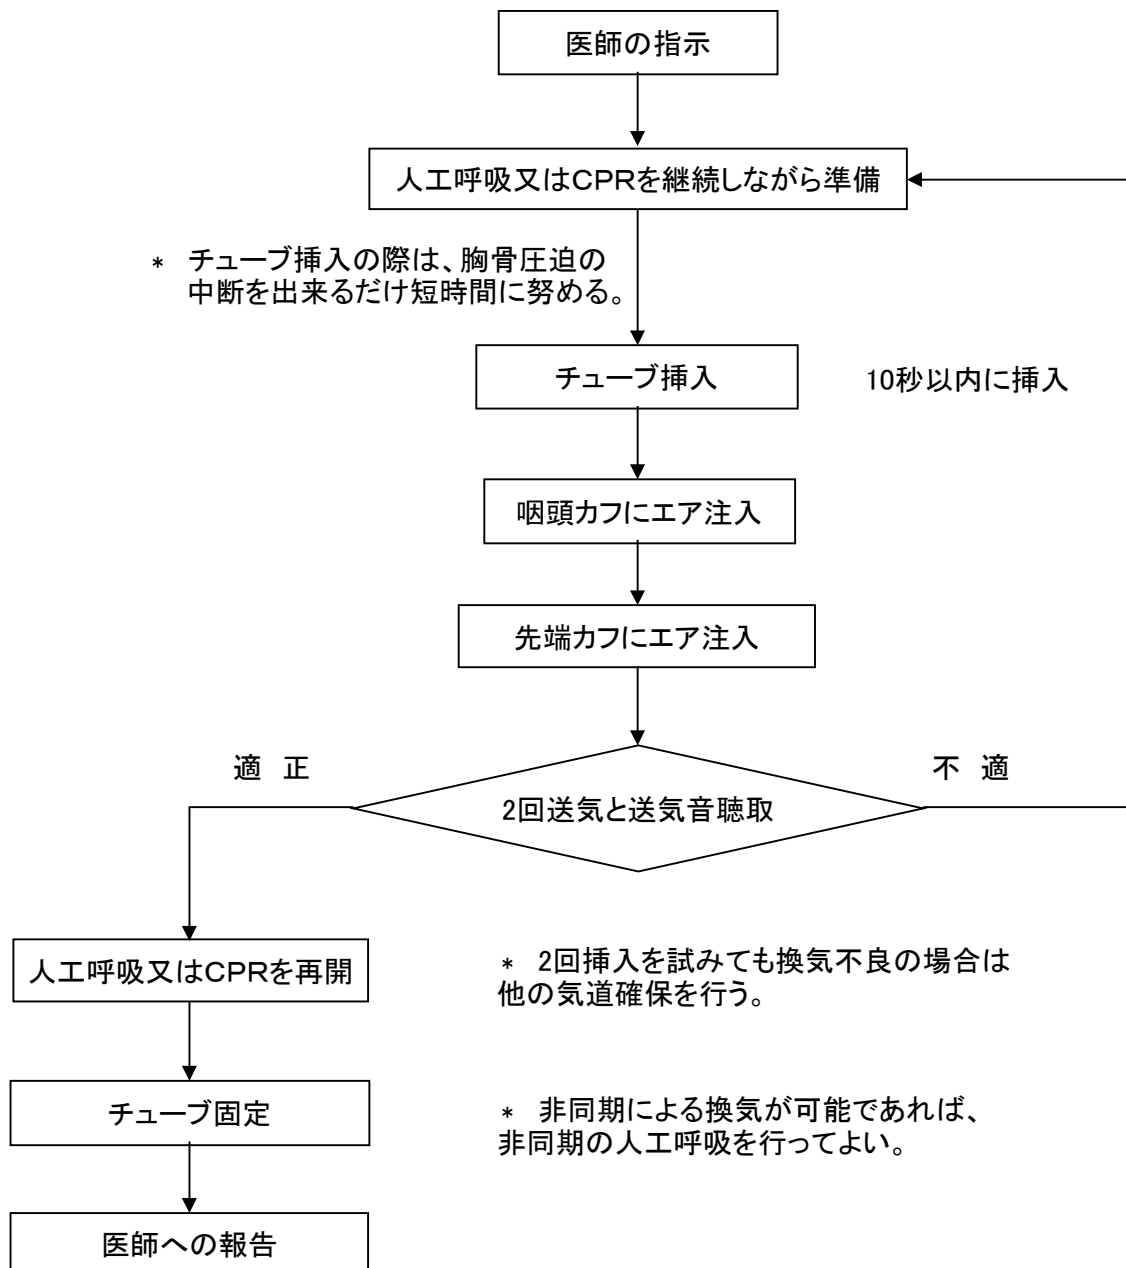 医師の指示
人工呼吸又はCPRを継続しながら準備
* チューブ挿入の際は、胸骨圧迫の
中断を出来るだけ短時間に努める。
チューブ挿入
10秒以内に挿入
咽頭カフにエア注入
先端カフにエア注入
適 正
不 適
2回送気と送気音聴取
人工呼吸又はCPRを再開
* 2回挿入を試みても換気不良の場合は
他の気道確保を行う。
チューブ固定
* 非同期による換気が可能であれば、
非同期の人工呼吸を行ってよい。
医師への報告